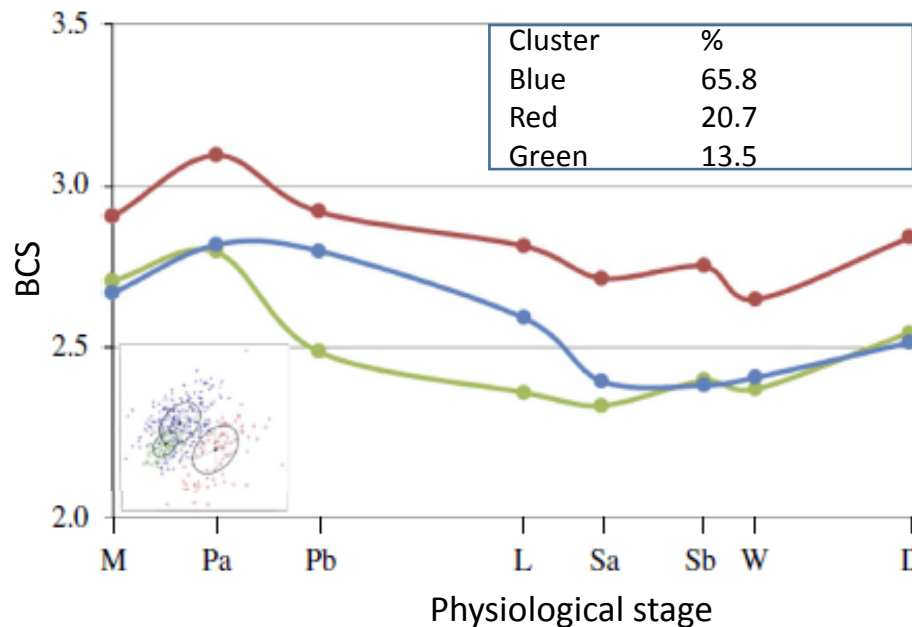 3.5
Cluster %
Blue 65.8
Red 20.7
Green 13.5
3.0
BCS
2.5
2.0
M Pa Pb L Sa Sb W D
Physiological stage